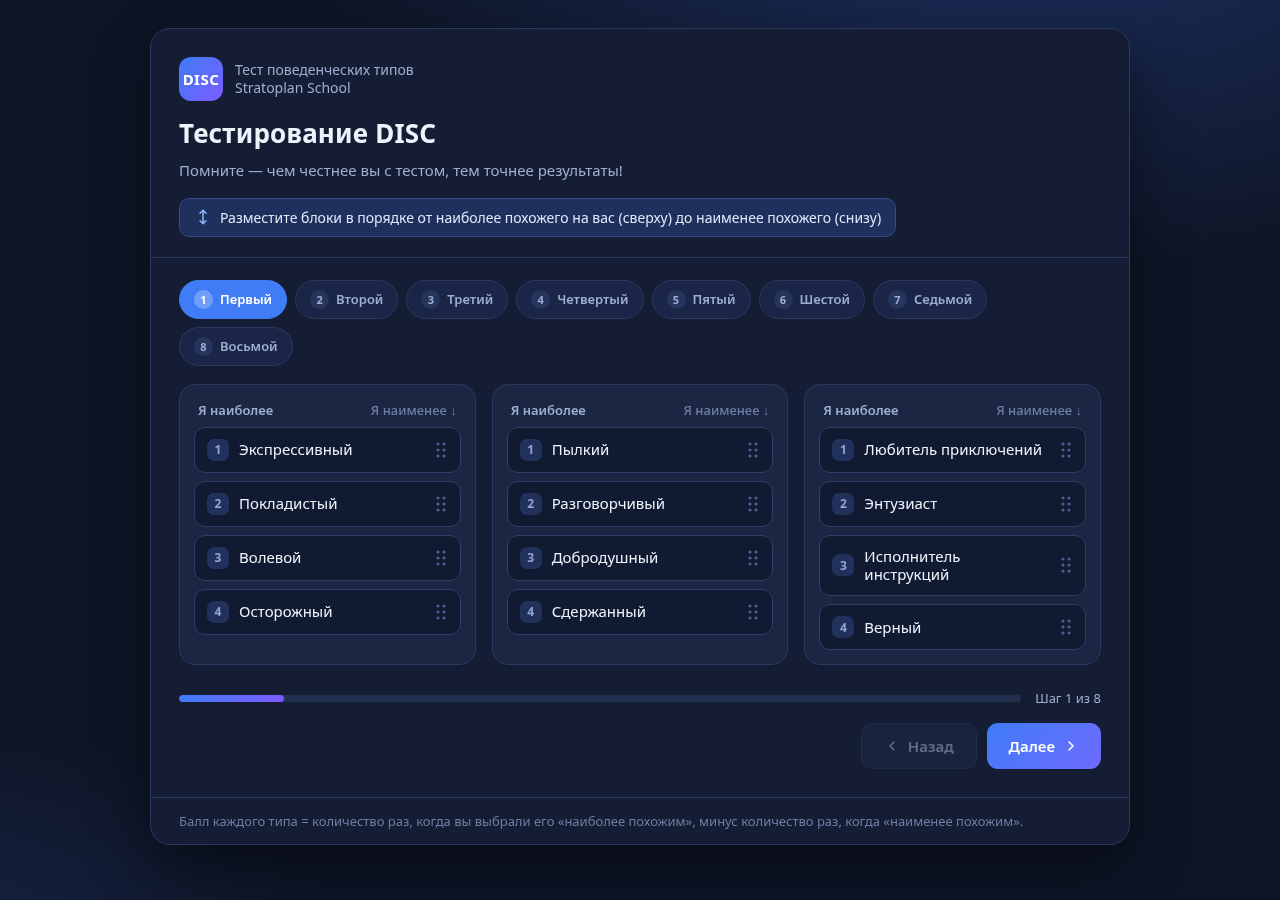 DISC
Тест поведенческих типов
Stratoplan School
Тестирование DISC
Помните — чем честнее вы с тестом, тем точнее результаты!
Разместите блоки в порядке от наиболее похожего на вас (сверху) до наименее похожего (снизу)
1 Первый
2 Второй
3 Третий
4 Четвертый
5 Пятый
6 Шестой
7 Седьмой
8 Восьмой
Я наиболее
Я наименее ↓
1 Экспрессивный
2 Покладистый
3 Волевой
4 Осторожный
Я наиболее
Я наименее ↓
1 Пылкий
2 Разговорчивый
3 Добродушный
4 Сдержанный
Я наиболее
Я наименее ↓
1 Любитель приключений
2 Энтузиаст
3 Исполнитель
инструкций
4 Верный
Шаг 1 из 8
Назад
Далее
Балл каждого типа = количество раз, когда вы выбрали его «наиболее похожим», минус количество раз, когда «наименее похожим».